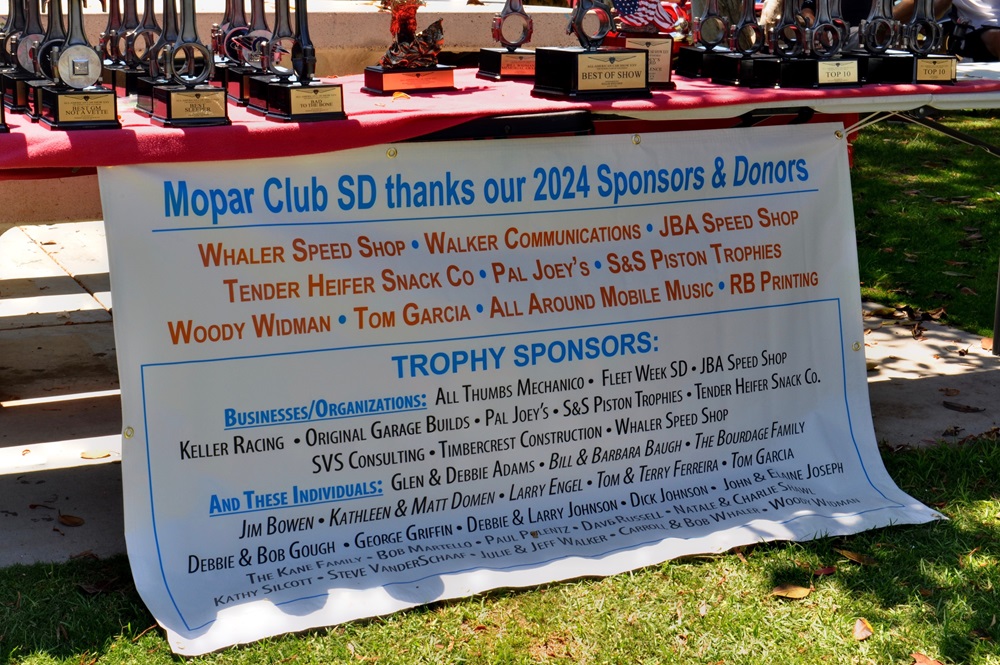 BEST GM
NOT A VETTE
BEST
BEST OF SHOW
TOP 10
TOP 10
Mopar Club SD thanks our 2024 Sponsors & Donors
Whaler Speed Shop • Walker Communications • JBA Speed Shop
Tender Heifer Snack Co • Pal Joey's • S&S Piston Trophies
Woody Widman • Tom Garcia • All Around Mobile Music • RB Printing
TROPHY SPONSORS:
Businesses/Organizations: All Thumbs Mechanico • Fleet Week SD • JBA Speed Shop
Keller Racing • Original Garage Builds • Pal Joey's • S&S Piston Trophies • Tender Heifer Snack Co.
SVS Consulting • Timbercrest Construction • Whaler Speed Shop
And These Individuals: Glen & Debbie Adams • Bill & Barbara Baugh • The Bourdage Family
Jim Bowen • Kathleen & Matt Domen • Larry Engel • Tom & Terry Ferreira • Tom Garcia
Debbie & Bob Gough • George Griffin • Debbie & Larry Johnson • Dick Johnson • John & Elaine Joseph
The Kane Family • Bob Martello • Paul • Dave Russell • Natale & Charlie Shawl
Kathy Silcott • Steve VanderSchaaf • Julie & Jeff Walker • Carroll & Bob Whaler • Woody Widman